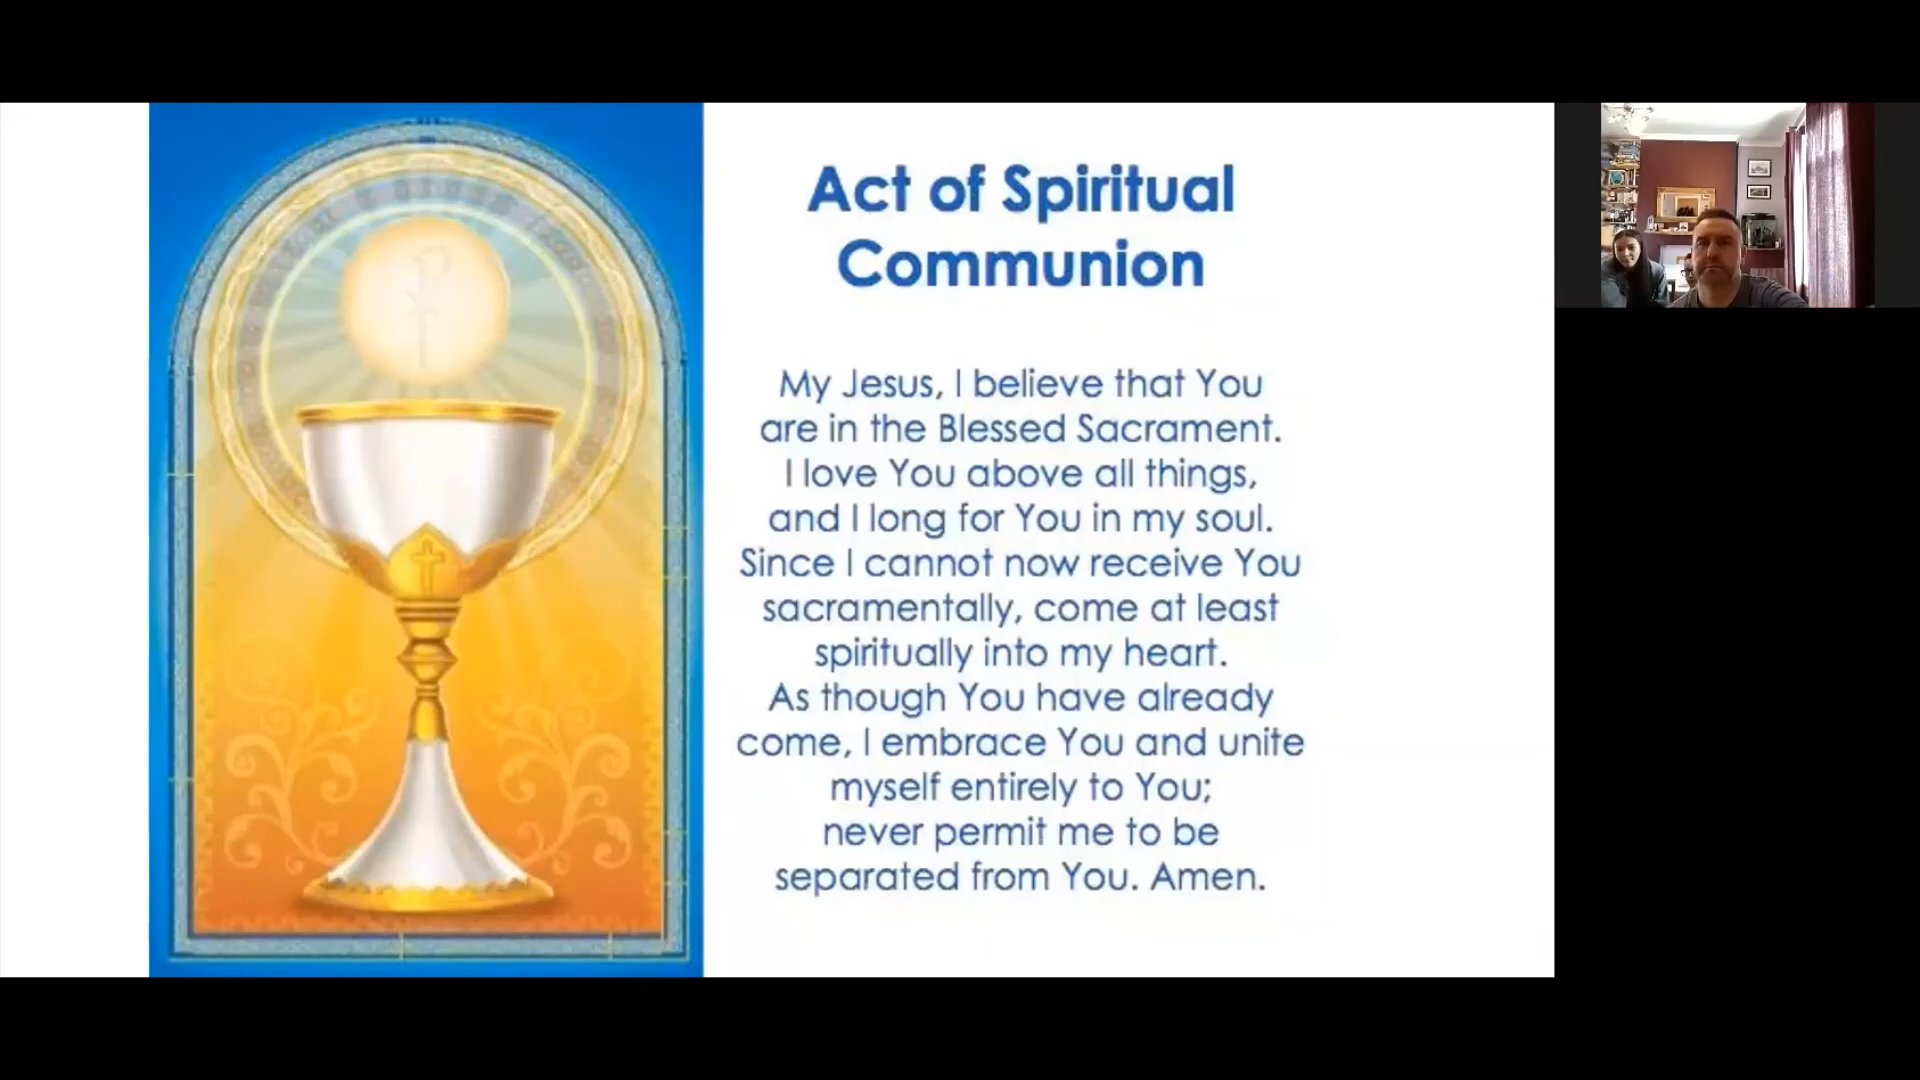 Act of Spiritual
Communion
My Jesus, I believe that You
are in the Blessed Sacrament.
I love You above all things,
and I long for You in my soul.
Since I cannot now receive You
sacramentally, come at least
spiritually into my heart.
As though You have already
come, I embrace You and unite
myself entirely to You;
never permit me to be
separated from You. Amen.